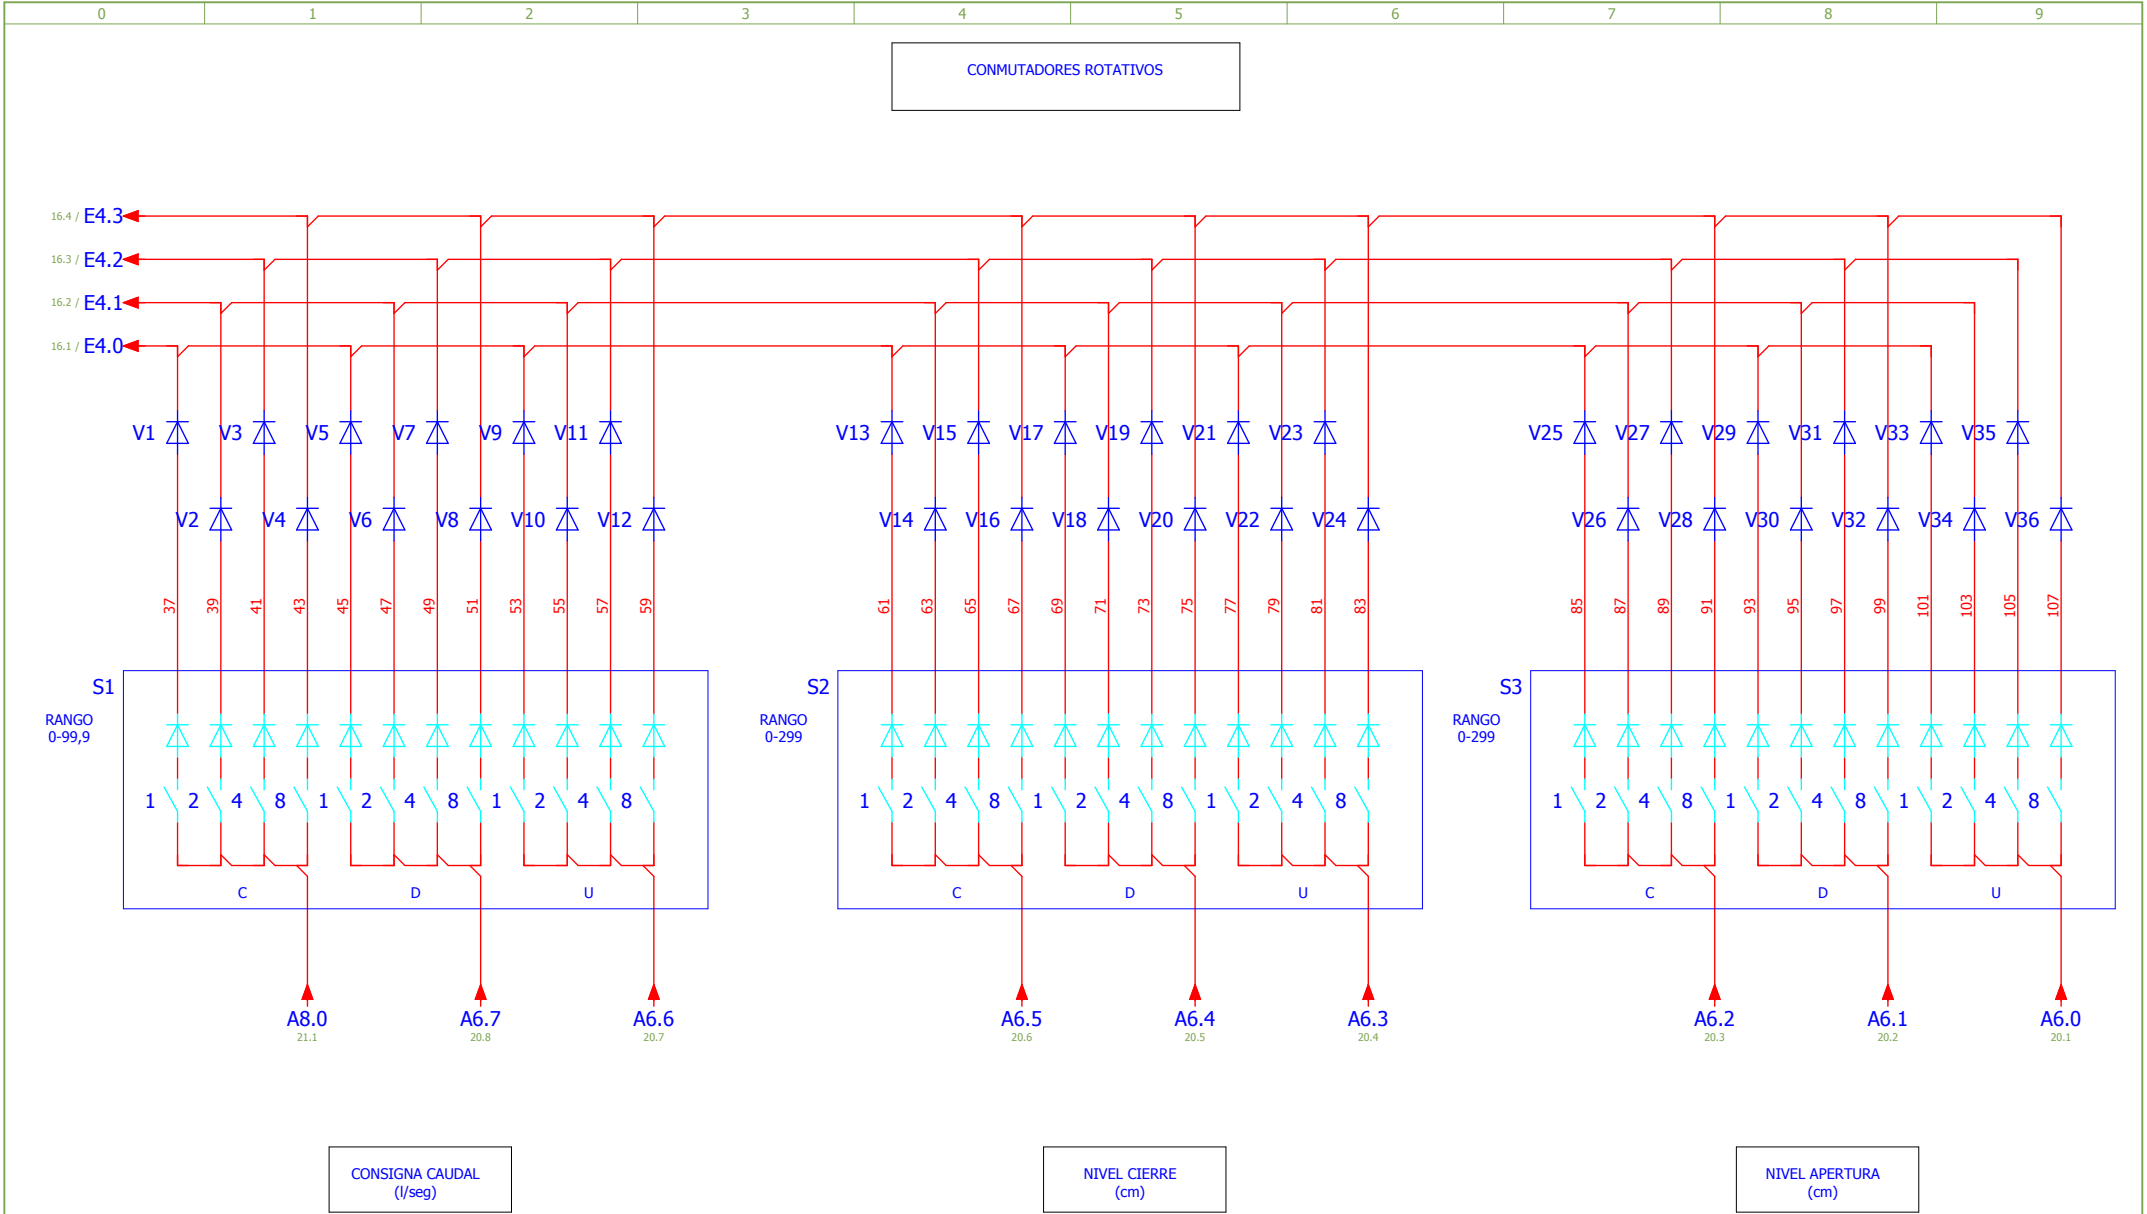 0 1 2 3 4 5 6 7 8 9
CONMUTADORES ROTATIVOS
16.4 / E4.3
16.3 / E4.2
16.2 / E4.1
16.1 / E4.0
V1 V3 V5 V7 V9 V11 V13 V15 V17 V19 V21 V23 V25 V27 V29 V31 V33 V35
V2 V4 V6 V8 V10 V12 V14 V16 V18 V20 V22 V24 V26 V28 V30 V32 V34 V36
37 39 41 43 45 47 49 51 53 55 57 59 61 63 65 67 69 71 73 75 77 79 81 83 85 87 89 91 93 95 97 99 101 103 105 107
S1 S2 S3
RANGO RANGO RANGO
0-99,9 0-299 0-299
1 2 4 8 1 2 4 8 1 2 4 8 1 2 4 8 1 2 4 8 1 2 4 8 1 2 4 8 1 2 4 8 1 2 4 8
C D U C D U C D U
A8.0 A6.7 A6.6 A6.5 A6.4 A6.3 A6.2 A6.1 A6.0
21.1 20.8 20.7 20.6 20.5 20.4 20.3 20.2 20.1
CONSIGNA CAUDAL NIVEL CIERRE NIVEL APERTURA
(l/seg) (cm) (cm)